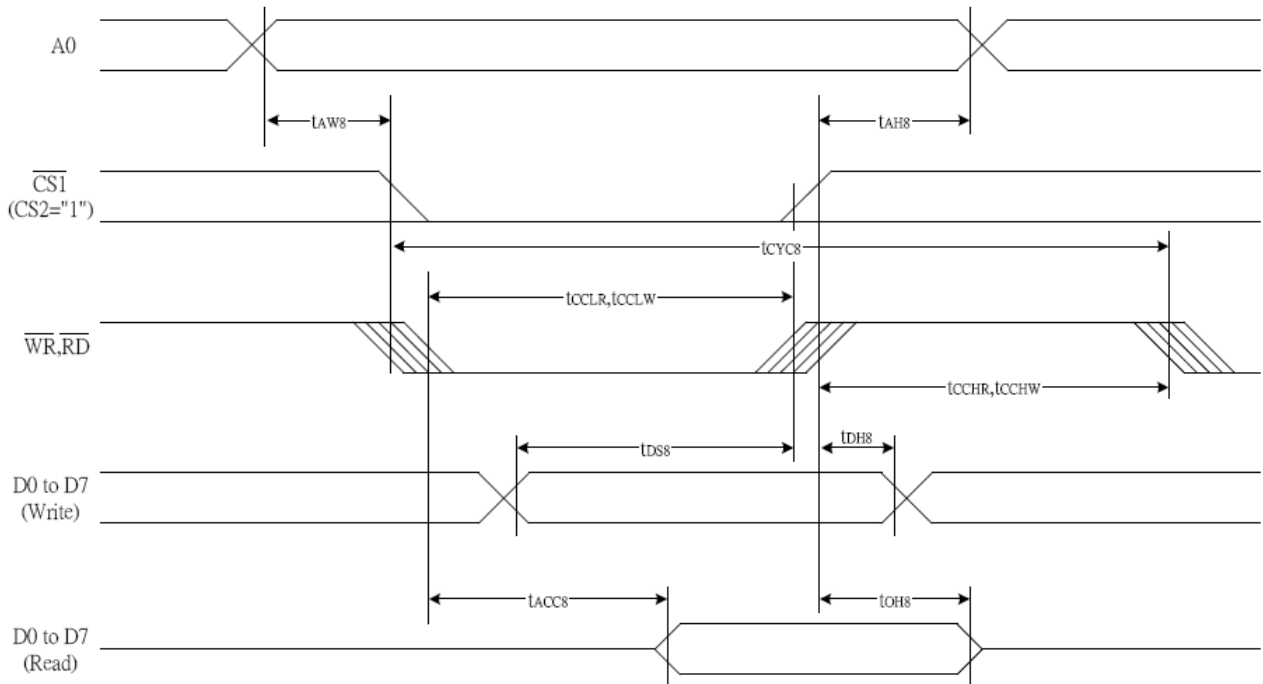 A0
tAW8
tAH8
CS1
(CS2="1")
tCYC8
tCCLR,tCCLW
WR,RD
tCCHR,tCCHW
tDS8
tDH8
D0 to D7
(Write)
tACC8
tOH8
D0 to D7
(Read)